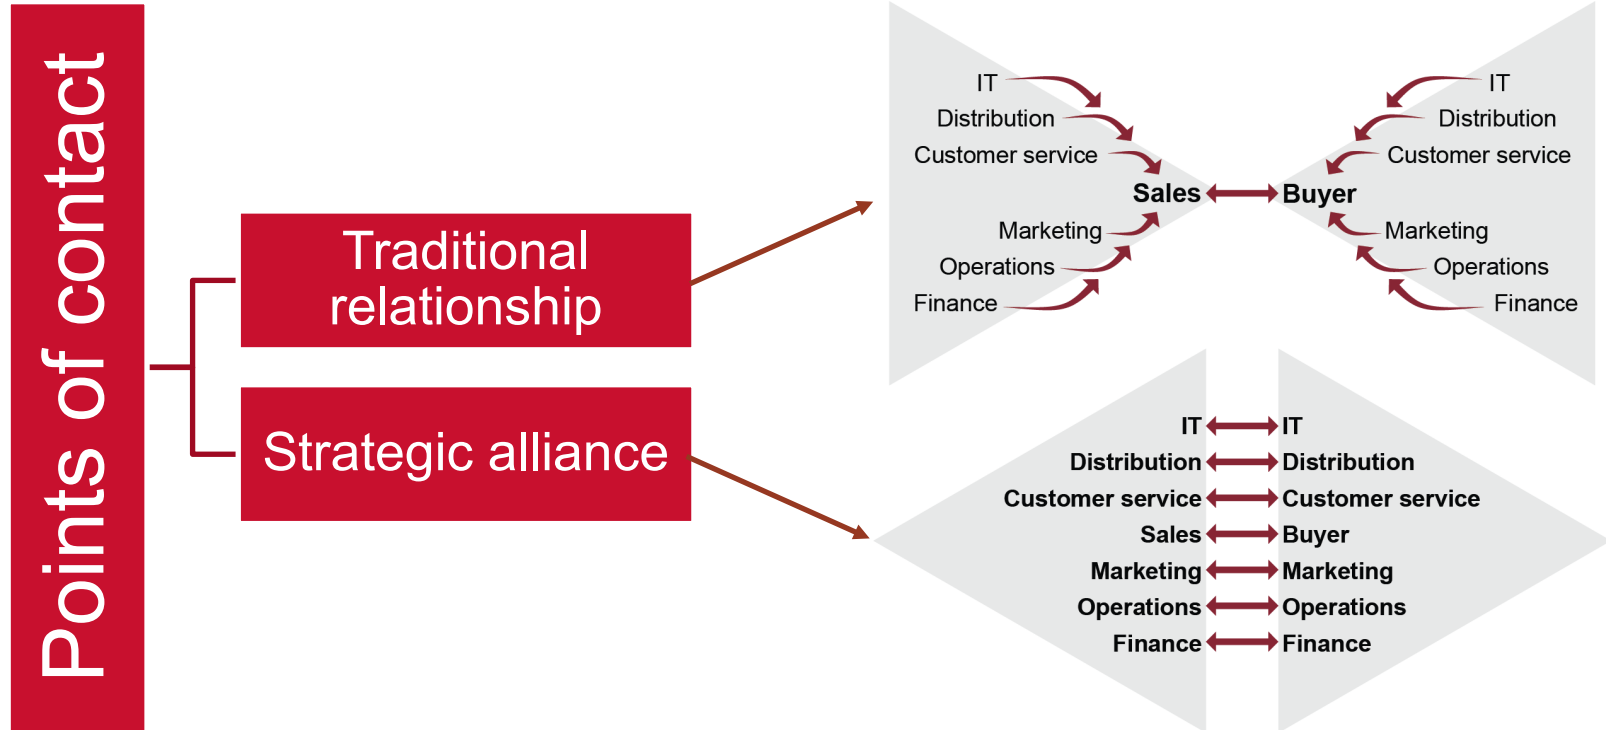 Points of contact
Traditional
relationship
Strategic alliance
IT
Distribution
Customer service
Sales
Marketing
Operations
Finance
IT
Distribution
Customer service
Buyer
Marketing
Operations
Finance
IT
Distribution
Customer service
Sales
Marketing
Operations
Finance
IT
Distribution
Customer service
Buyer
Marketing
Operations
Finance